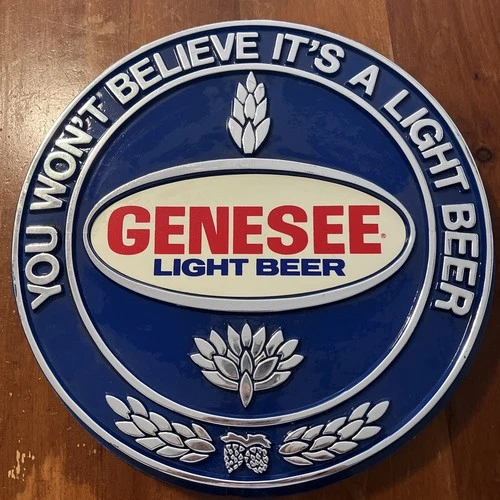 YOU WON'T BELIEVE IT'S A LIGHT BEER
GENESEE®
LIGHT BEER